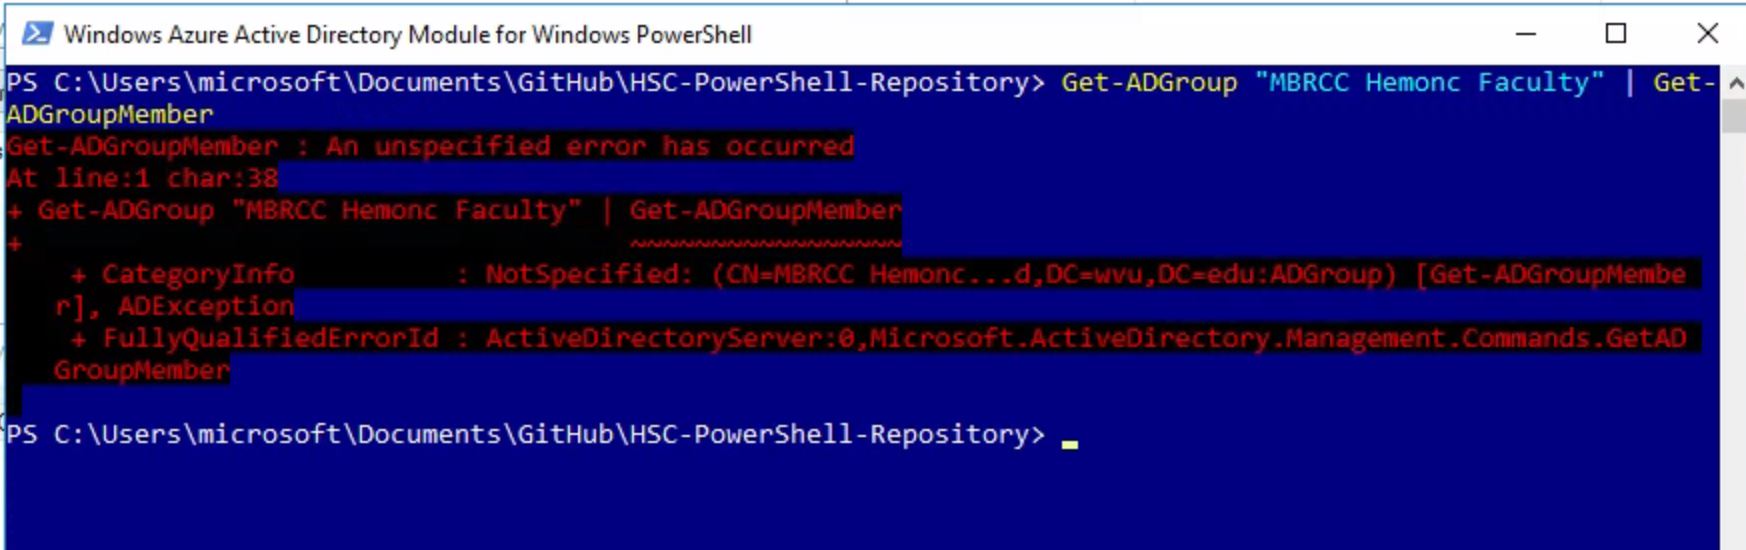 Windows Azure Active Directory Module for Windows PowerShell
PS C:\Users\microsoft\Documents\GitHub\HSC-PowerShell-Repository> Get-ADGroup "MBRCC Hemonc Faculty" | Get-
ADGroupMember
Get-ADGroupMember : An unspecified error has occurred
At line:1 char:38
+ Get-ADGroup "MBRCC Hemonc Faculty" | Get-ADGroupMember
+                                      ~~~~~~~~~~~~~~~~~
    + CategoryInfo          : NotSpecified: (CN=MBRCC Hemonc...d,DC=wvu,DC=edu:ADGroup) [Get-ADGroupMembe
   r], ADException
    + FullyQualifiedErrorId : ActiveDirectoryServer:0,Microsoft.ActiveDirectory.Management.Commands.GetAD
   GroupMember
PS C:\Users\microsoft\Documents\GitHub\HSC-PowerShell-Repository>